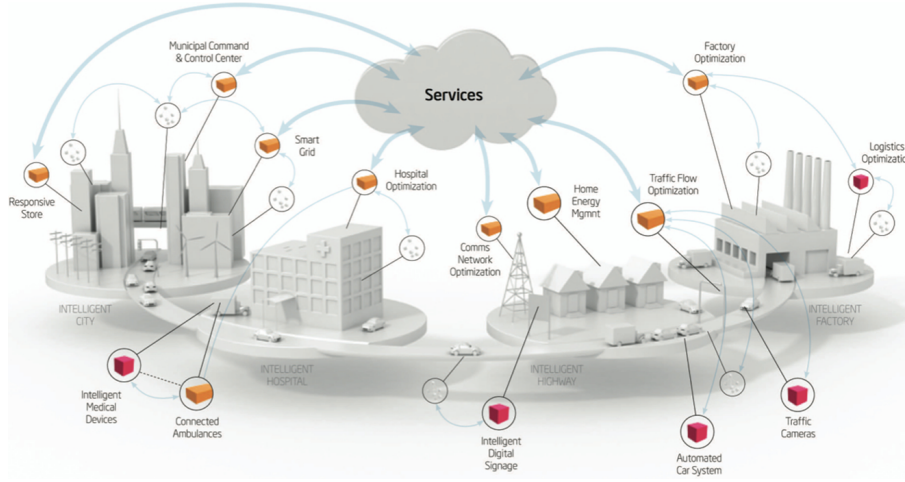 Municipal Command
& Control Center
Factory
Optimization
Services
Smart
Grid
Logistics
Optimization
Hospital
Optimization
Traffic Flow
Optimization
Responsive
Store
Home
Energy
Mgmnt
Comms
Network
Optimization
INTELLIGENT
CITY
INTELLIGENT
FACTORY
INTELLIGENT
HOSPITAL
INTELLIGENT
HIGHWAY
Intelligent
Medical
Devices
Connected
Ambulances
Intelligent
Digital
Signage
Automated
Car System
Traffic
Cameras